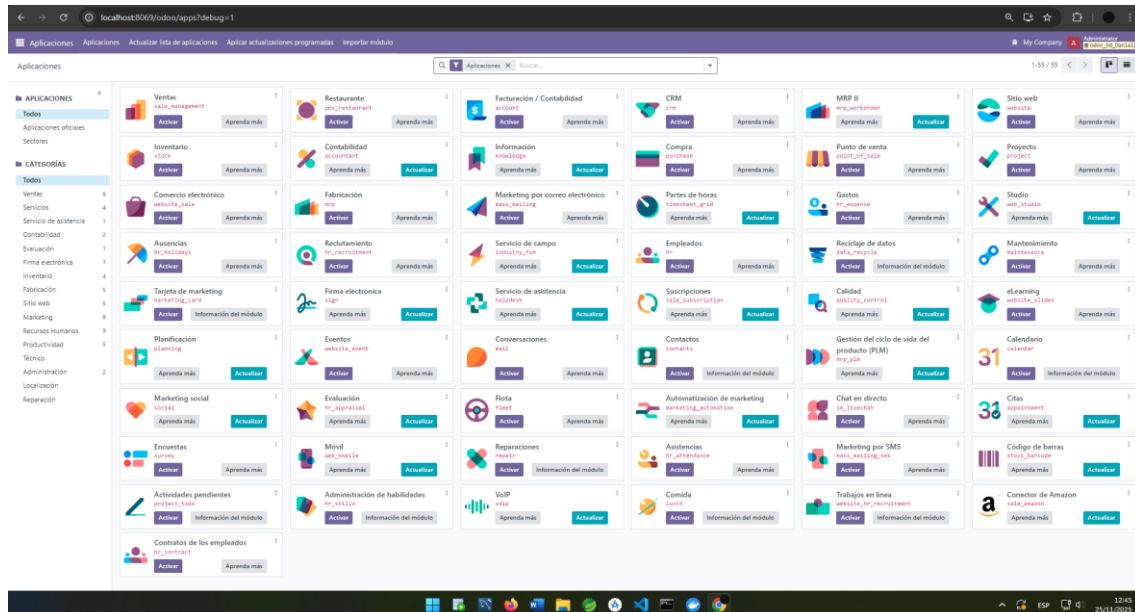 localhost:8069/odoo/apps?debug=1
Aplicaciones Aplicaciones Actualizar lista de aplicaciones Aplicar actualizaciones programadas Importar módulo
My Company A Administrator
Aplicaciones
Aplicaciones X Buscar...
1-55 / 55
APLICACIONES
Todos
Aplicaciones oficiales
Sectores
CATEGORÍAS
Todos
Ventas 8
Servicios 4
Servicio de asistencia 1
Contabilidad 2
Evaluación 1
Firma electrónica 1
Inventario 4
Fabricación 5
Sitio web 5
Marketing 8
Recursos Humanos 9
Productividad 5
Técnico
Administración 2
Localización
Reparación
Ventas
sale_management
Activar Aprenda más
Restaurante
pos_restaurant
Activar Aprenda más
Facturación / Contabilidad
account
Activar Aprenda más
CRM
crm
Activar Aprenda más
MRP II
mrp_workorder
Aprenda más Actualizar
Sitio web
website
Activar Aprenda más
Inventario
stock
Activar Aprenda más
Contabilidad
accountant
Aprenda más Actualizar
Información
knowledge
Aprenda más Actualizar
Compra
purchase
Activar Aprenda más
Punto de venta
point_of_sale
Activar Aprenda más
Proyecto
project
Activar Aprenda más
Comercio electrónico
website_sale
Activar Aprenda más
Fabricación
mrp
Activar Aprenda más
Marketing por correo electrónico
mass_mailing
Activar Aprenda más
Partes de horas
timesheet_grid
Aprenda más Actualizar
Gastos
hr_expense
Activar Aprenda más
Studio
web_studio
Aprenda más Actualizar
Ausencias
hr_holidays
Activar Aprenda más
Reclutamiento
hr_recruitment
Activar Aprenda más
Servicio de campo
industry_fsm
Aprenda más Actualizar
Empleados
hr
Activar Aprenda más
Reciclaje de datos
data_recycle
Activar Información del módulo
Mantenimiento
maintenance
Activar Aprenda más
Tarjeta de marketing
marketing_card
Activar Información del módulo
Firma electrónica
sign
Aprenda más Actualizar
Servicio de asistencia
helpdesk
Aprenda más Actualizar
Suscripciones
sale_subscription
Aprenda más Actualizar
Calidad
quality_control
Aprenda más Actualizar
eLearning
website_slides
Activar Aprenda más
Planificación
planning
Aprenda más Actualizar
Eventos
website_event
Activar Aprenda más
Conversaciones
mail
Activar Aprenda más
Contactos
contacts
Activar Información del módulo
Gestión del ciclo de vida del
producto (PLM)
mrp_plm
Aprenda más Actualizar
31
Calendario
calendar
Activar Información del módulo
Marketing social
social
Aprenda más Actualizar
Evaluación
hr_appraisal
Aprenda más Actualizar
Flota
fleet
Activar Aprenda más
Automatización de marketing
marketing_automation
Aprenda más Actualizar
Chat en directo
im_livechat
Activar Aprenda más
Citas
appointment
Aprenda más Actualizar
Encuestas
survey
Activar Aprenda más
Móvil
web_mobile
Aprenda más Actualizar
Reparaciones
repair
Activar Información del módulo
Asistencias
hr_attendance
Activar Aprenda más
Marketing por SMS
mass_mailing_sms
Activar Aprenda más
Código de barras
stock_barcode
Aprenda más Actualizar
Actividades pendientes
project_todo
Activar Información del módulo
Administración de habilidades
hr_skills
Activar Información del módulo
VoIP
voip
Aprenda más Actualizar
Comida
lunch
Activar Información del módulo
Trabajos en línea
website_hr_recruitment
Activar Información del módulo
a
Conector de Amazon
sale_amazon
Aprenda más Actualizar
Contratos de los empleados
hr_contract
Activar Aprenda más
ESP
12:45
25/11/2025